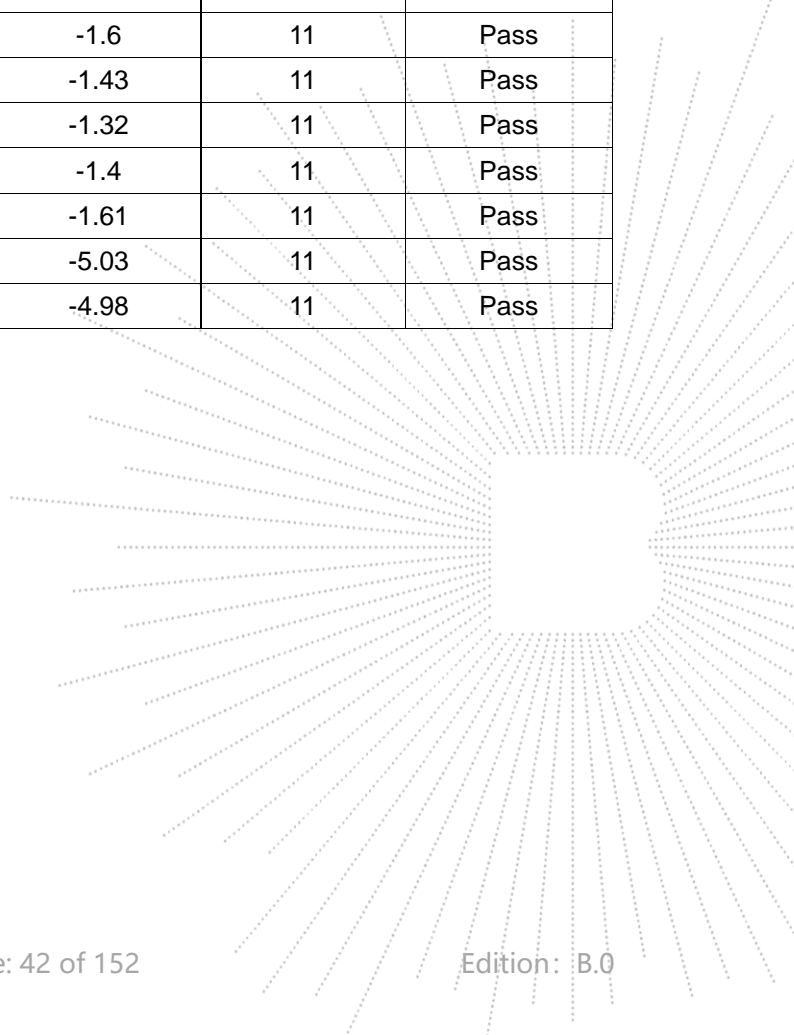 -1.6 11 Pass
-1.43 11 Pass
-1.32 11 Pass
-1.4 11 Pass
-1.61 11 Pass
-5.03 11 Pass
-4.98 11 Pass
: 42 of 152 Edition: B.0